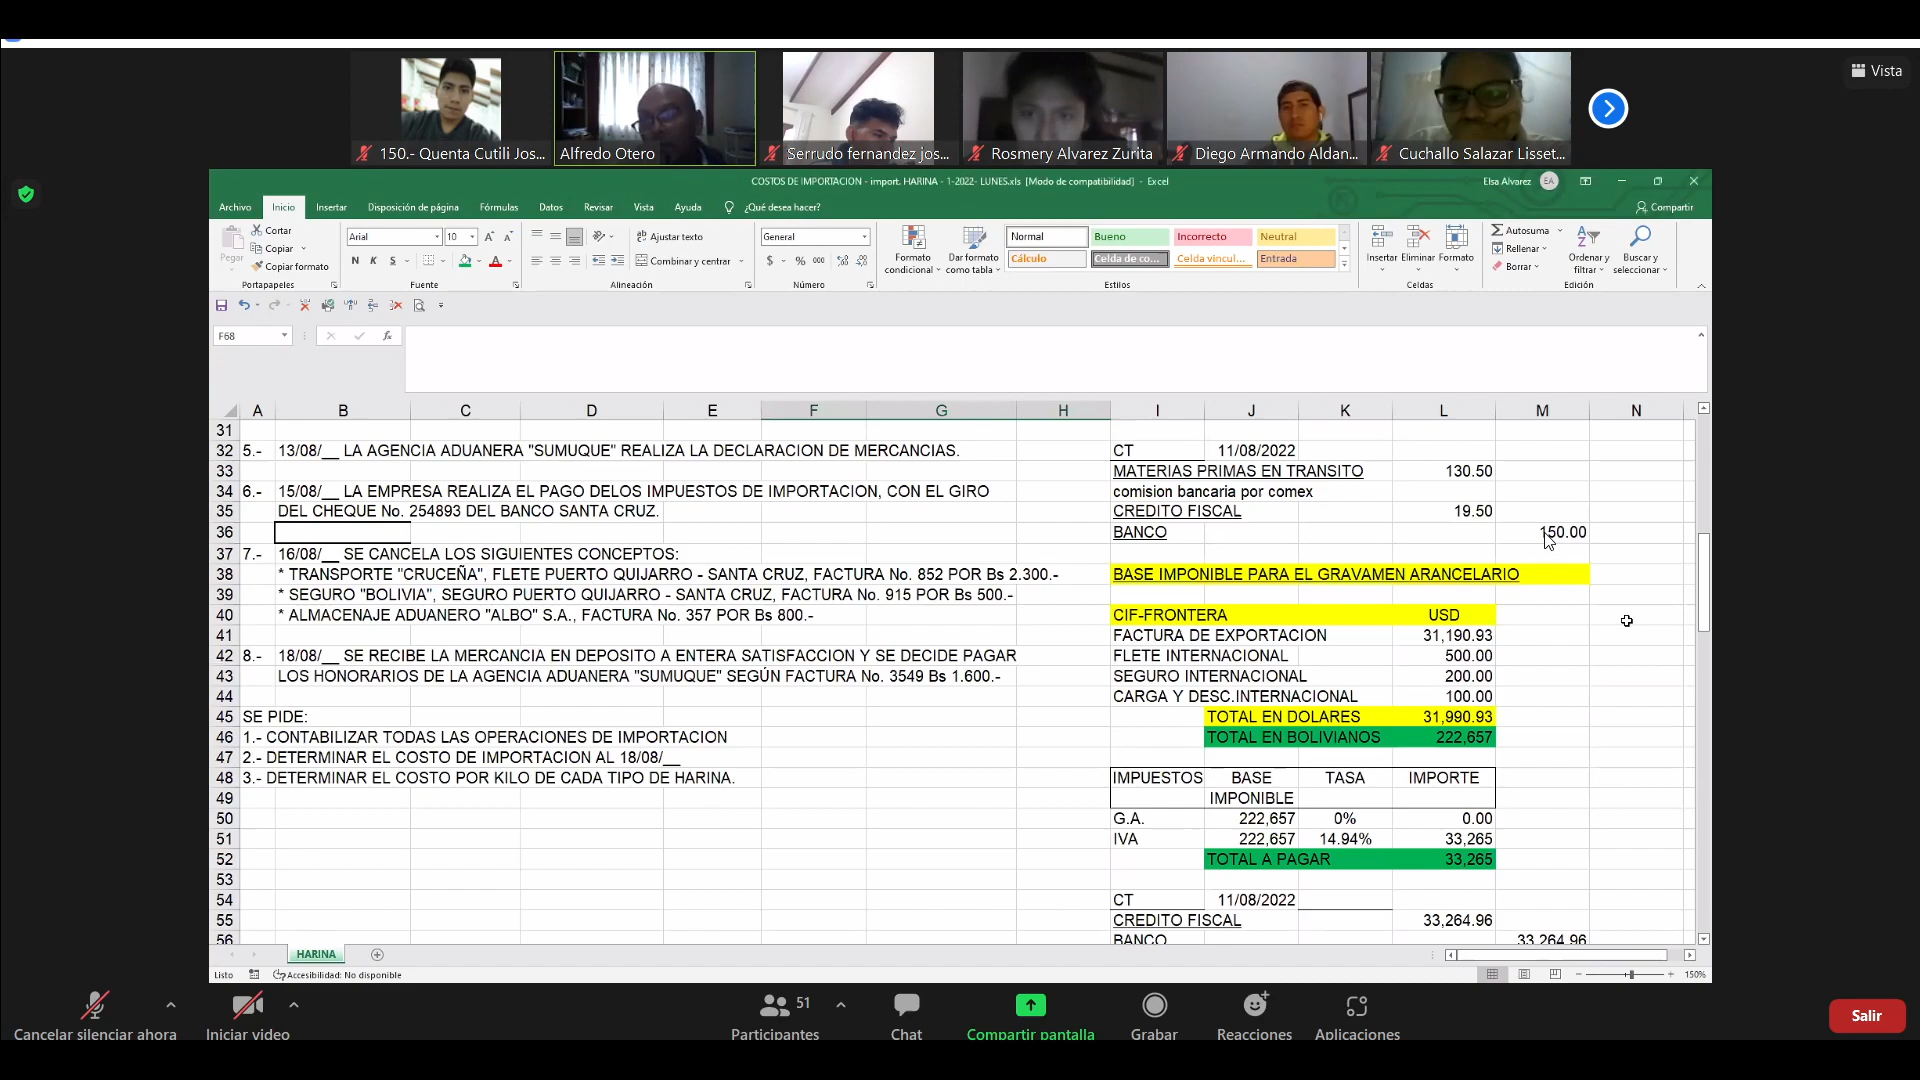 Vista
150.- Quenta Cutili Jos...
Alfredo Otero
Serrudo fernandez jos...
Rosmery Alvarez Zurita
Diego Armando Aldan...
Cuchallo Salazar Lisset...
COSTOS DE IMPORTACION - import. HARINA - 1-2022- LUNES.xls [Modo de compatibilidad] - Excel
Elsa Alvarez EA
Archivo Inicio Insertar Disposición de página Fórmulas Datos Revisar Vista Ayuda ¿Qué desea hacer? Compartir
Pegar
Cortar
Copiar
Copiar formato
Portapapeles
Arial 10
N K S
Fuente
Ajustar texto
Combinar y centrar
Alineación
General
$ % 000
Número
Formato condicional
Dar formato como tabla
Normal Bueno Incorrecto Neutral
Cálculo Celda de co... Celda vincul... Entrada
Estilos
Insertar Eliminar Formato
Celdas
Autosuma
Rellenar
Borrar
Ordenar y filtrar
Buscar y seleccionar
Edición
F68 fx
A B C D E F G H I J K L M N
31
32 5.- 13/08/__ LA AGENCIA ADUANERA "SUMUQUE" REALIZA LA DECLARACION DE MERCANCIAS. CT 11/08/2022
33 MATERIAS PRIMAS EN TRANSITO 130.50
34 6.- 15/08/__ LA EMPRESA REALIZA EL PAGO DELOS IMPUESTOS DE IMPORTACION, CON EL GIRO comision bancaria por comex
35 DEL CHEQUE No. 254893 DEL BANCO SANTA CRUZ. CREDITO FISCAL 19.50
36 BANCO 150.00
37 7.- 16/08/__ SE CANCELA LOS SIGUIENTES CONCEPTOS:
38 * TRANSPORTE "CRUCEÑA", FLETE PUERTO QUIJARRO - SANTA CRUZ, FACTURA No. 852 POR Bs 2.300.- BASE IMPONIBLE PARA EL GRAVAMEN ARANCELARIO
39 * SEGURO "BOLIVIA", SEGURO PUERTO QUIJARRO - SANTA CRUZ, FACTURA No. 915 POR Bs 500.-
40 * ALMACENAJE ADUANERO "ALBO" S.A., FACTURA No. 357 POR Bs 800.- CIF-FRONTERA USD
41 FACTURA DE EXPORTACION 31,190.93
42 8.- 18/08/__ SE RECIBE LA MERCANCIA EN DEPOSITO A ENTERA SATISFACCION Y SE DECIDE PAGAR FLETE INTERNACIONAL 500.00
43 LOS HONORARIOS DE LA AGENCIA ADUANERA "SUMUQUE" SEGÚN FACTURA No. 3549 Bs 1.600.- SEGURO INTERNACIONAL 200.00
44 CARGA Y DESC.INTERNACIONAL 100.00
45 SE PIDE: TOTAL EN DOLARES 31,990.93
46 1.- CONTABILIZAR TODAS LAS OPERACIONES DE IMPORTACION TOTAL EN BOLIVIANOS 222,657
47 2.- DETERMINAR EL COSTO DE IMPORTACION AL 18/08/__
48 3.- DETERMINAR EL COSTO POR KILO DE CADA TIPO DE HARINA. IMPUESTOS BASE TASA IMPORTE
49 IMPONIBLE
50 G.A. 222,657 0% 0.00
51 IVA 222,657 14.94% 33,265
52 TOTAL A PAGAR 33,265
53
54 CT 11/08/2022
55 CREDITO FISCAL 33,264.96
56 BANCO 33,264.96
HARINA
Listo Accesibilidad: No disponible 150%
Cancelar silenciar ahora
Iniciar video
Participantes 51
Chat
Compartir pantalla
Grabar
Reacciones
Aplicaciones
Salir